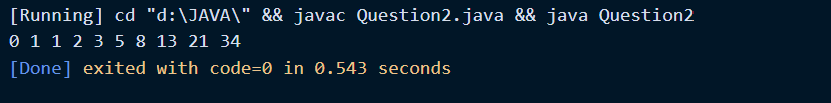 [Running] cd "d:\JAVA\" && javac Question2.java && java Question2
0 1 1 2 3 5 8 13 21 34
[Done] exited with code=0 in 0.543 seconds